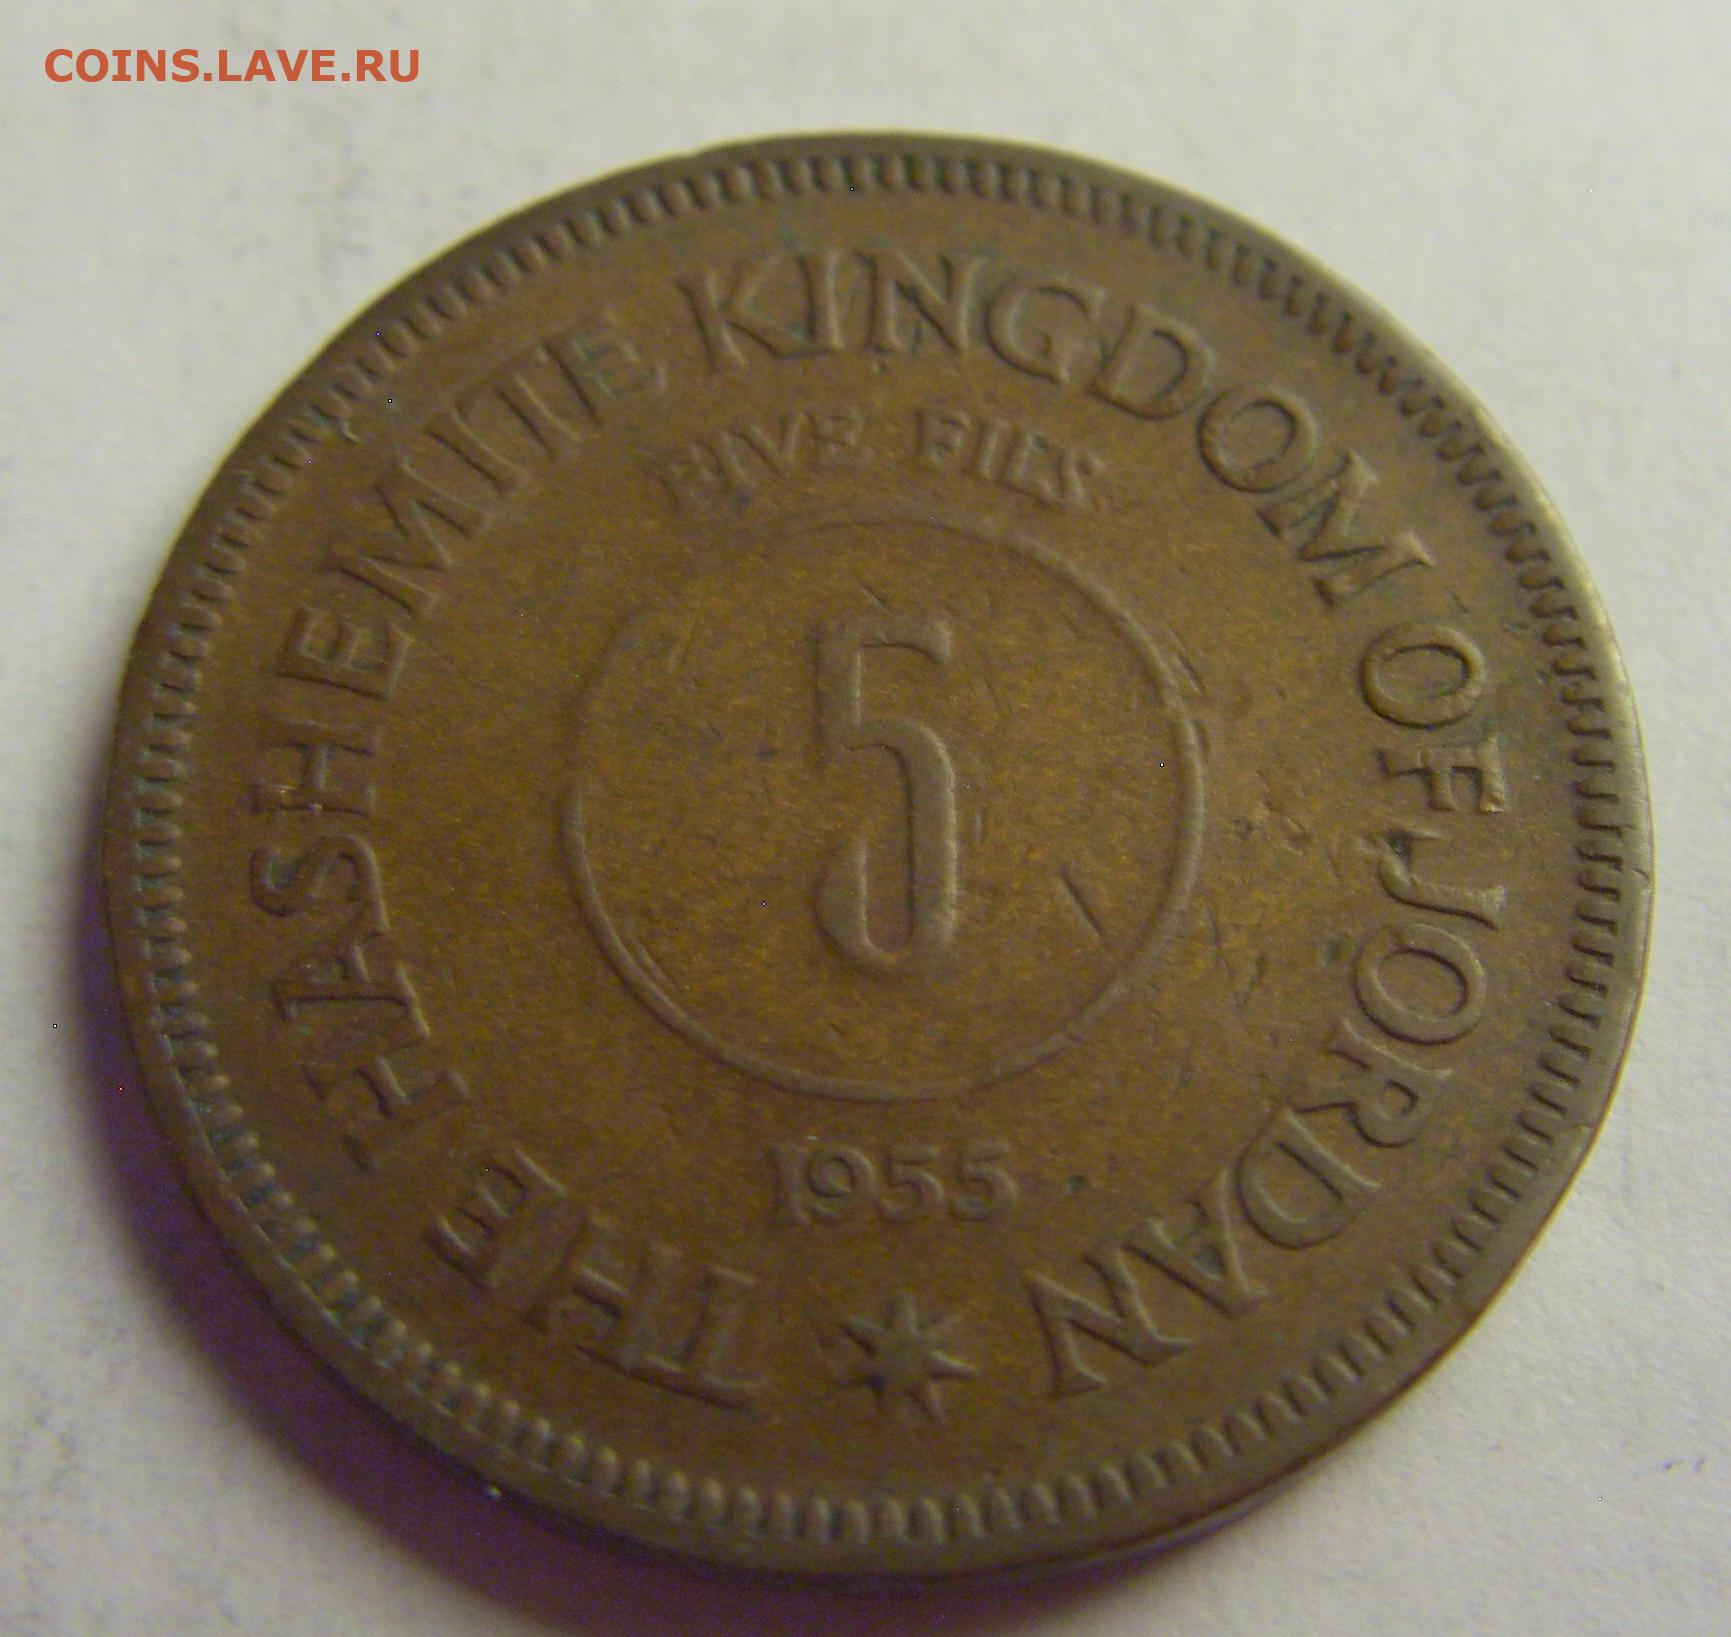 COINS.LAVE.RU
THE HASHEMITE KINGDOM OF JORDAN
FIVE FILS
5
1955